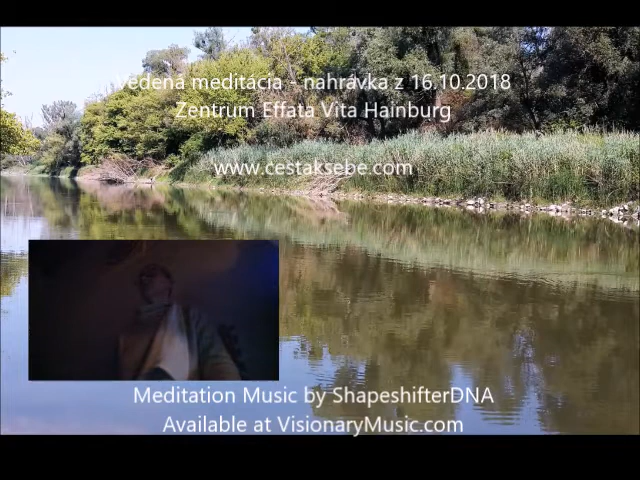 Vedená meditácia - nahrávka z 16.10.2018
Zentrum Effata Vita Hainburg
www.cestaksebe.com
Meditation Music by ShapeshifterDNA
Available at VisionaryMusic.com